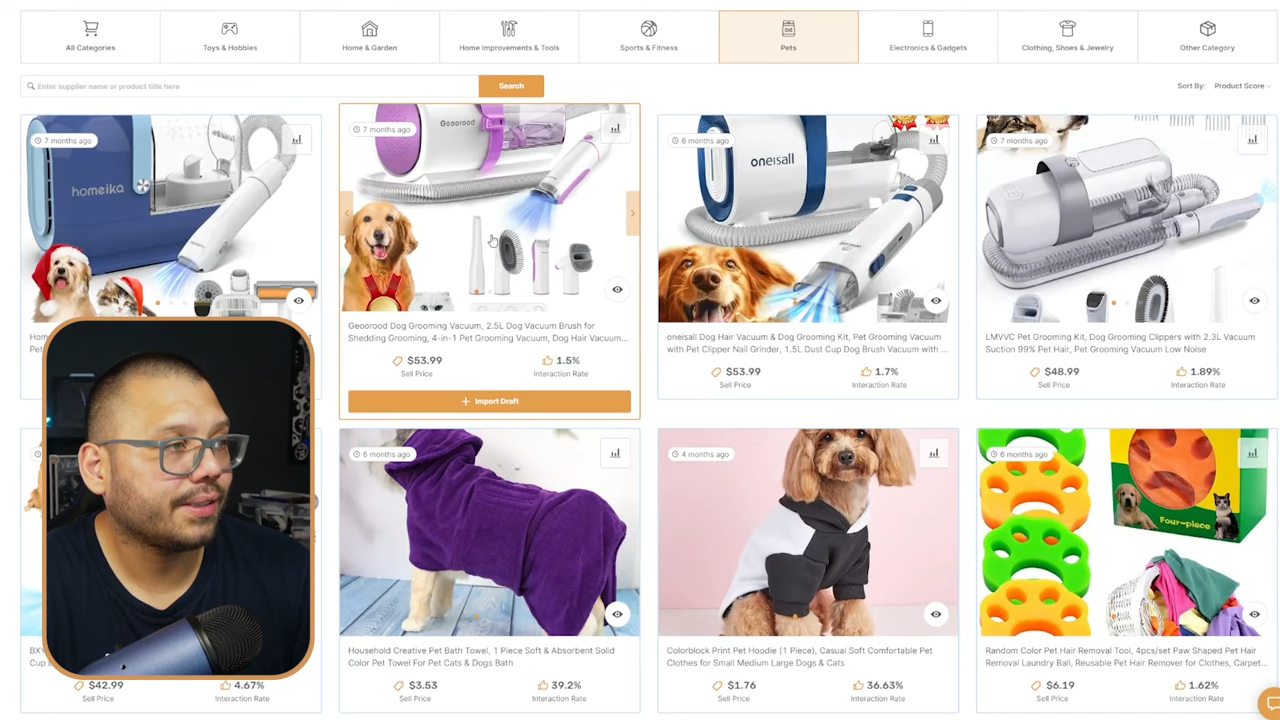 All Categories
Toys & Hobbies
Home & Garden
Home Improvements & Tools
Sports & Fitness
Pets
Electronics & Gadgets
Clothing, Shoes & Jewelry
Other Category
Enter supplier name or product title here
Search
Sort By: Product Score
7 months ago
homeika
7 months ago
Geoorood
Geoorood Dog Grooming Vacuum, 2.5L Dog Vacuum Brush for
Shedding Grooming, 4-in-1 Pet Grooming Vacuum, Dog Hair Vacuum...
$53.99
Sell Price
1.5%
Interaction Rate
+ Import Draft
6 months ago
oneisall
oneisall Dog Hair Vacuum & Dog Grooming Kit, Pet Grooming Vacuum
with Pet Clipper Nail Grinder, 1.5L Dust Cup Dog Brush Vacuum with ...
$53.99
Sell Price
1.7%
Interaction Rate
7 months ago
LMVVC Pet Grooming Kit, Dog Grooming Clippers with 2.3L Vacuum
Suction 99% Pet Hair, Pet Grooming Vacuum Low Noise
$48.99
Sell Price
1.89%
Interaction Rate
$42.99
Sell Price
4.67%
Interaction Rate
6 months ago
Household Creative Pet Bath Towel, 1 Piece Soft & Absorbent Solid
Color Pet Towel For Pet Cats & Dogs Bath
$3.53
Sell Price
39.2%
Interaction Rate
4 months ago
Colorblock Print Pet Hoodie (1 Piece), Casual Soft Comfortable Pet
Clothes for Small Medium Large Dogs & Cats
$1.76
Sell Price
36.63%
Interaction Rate
6 months ago
Four-piece
Random Color Pet Hair Removal Tool, 4pcs/set Paw Shaped Pet Hair
Removal Laundry Ball, Reusable Pet Hair Remover for Clothes, Carpet...
$6.19
Sell Price
1.62%
Interaction Rate